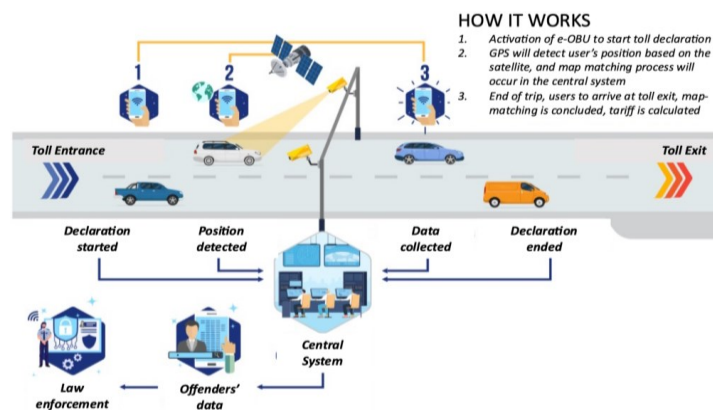 HOW IT WORKS
1. Activation of e-OBU to start toll declaration
2. GPS will detect user's position based on the
satellite, and map matching process will
occur in the central system
3. End of trip, users to arrive at toll exit, map-
matching is concluded, tariff is calculated
1
2
3
Toll Entrance
Toll Exit
Declaration
started
Position
detected
Data
collected
Declaration
ended
Central
System
Offenders'
data
Law
enforcement